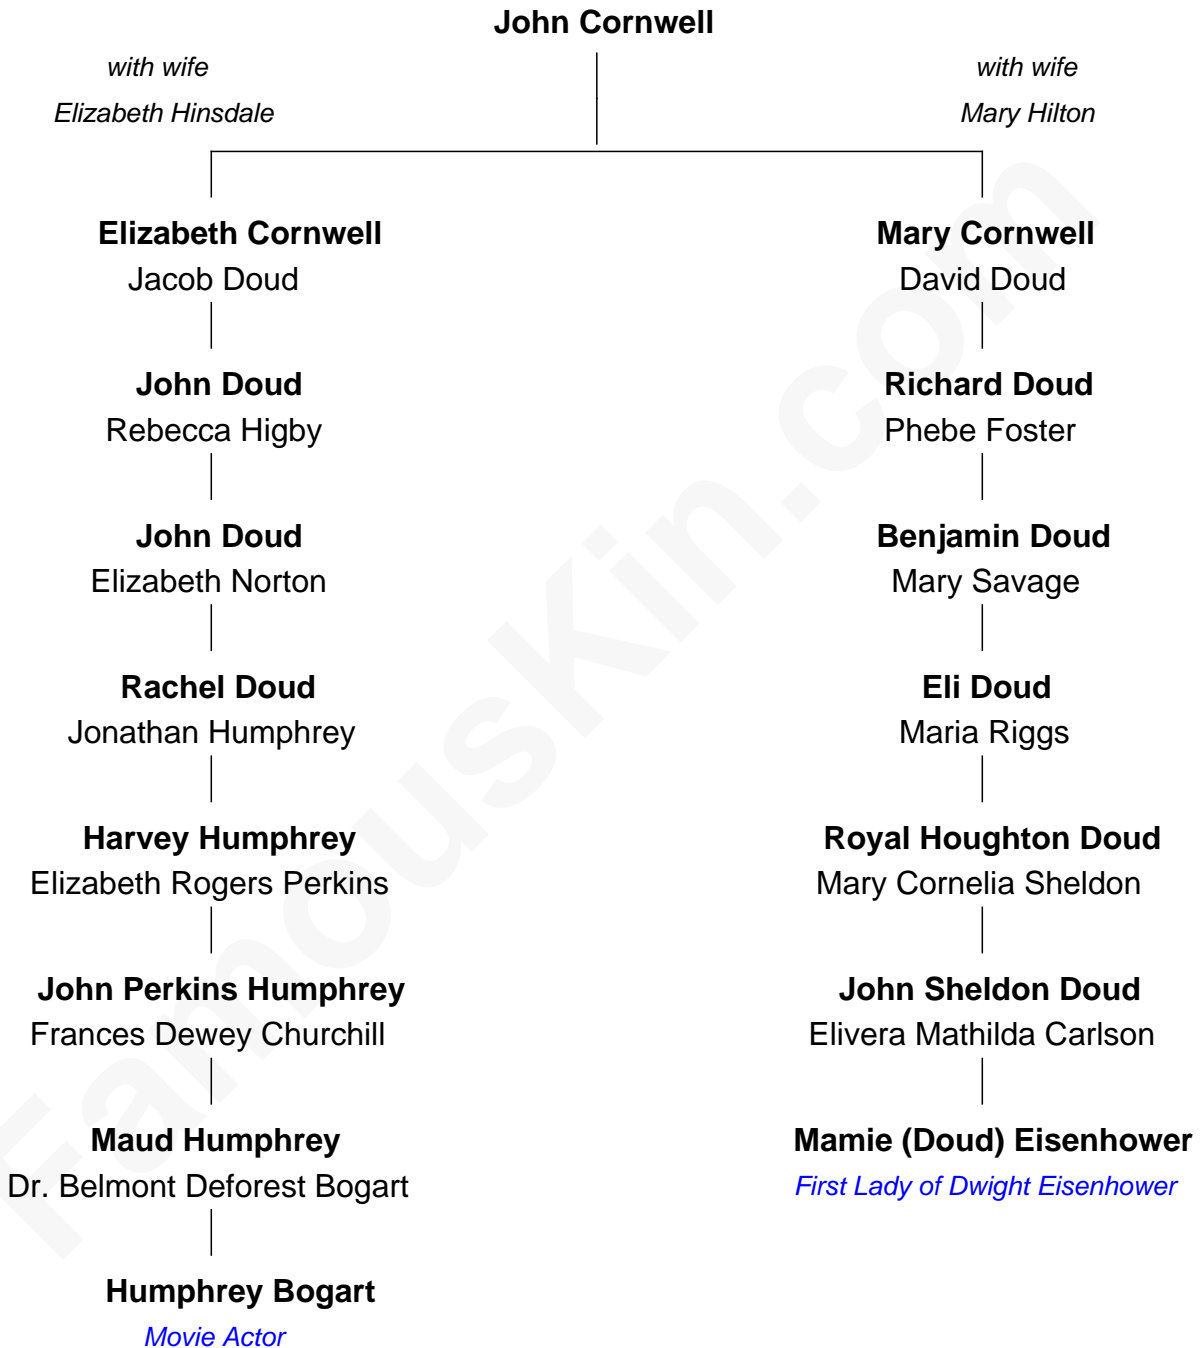 John Cornwell
with wife
Elizabeth Hinsdale
with wife
Mary Hilton
Elizabeth Cornwell
Jacob Doud
Mary Cornwell
David Doud
John Doud
Rebecca Higby
Richard Doud
Phebe Foster
John Doud
Elizabeth Norton
Benjamin Doud
Mary Savage
Rachel Doud
Jonathan Humphrey
Eli Doud
Maria Riggs
Harvey Humphrey
Elizabeth Rogers Perkins
Royal Houghton Doud
Mary Cornelia Sheldon
John Perkins Humphrey
Frances Dewey Churchill
John Sheldon Doud
Elivera Mathilda Carlson
Maud Humphrey
Dr. Belmont Deforest Bogart
Mamie (Doud) Eisenhower
First Lady of Dwight Eisenhower
Humphrey Bogart
Movie Actor
FamousKin.com